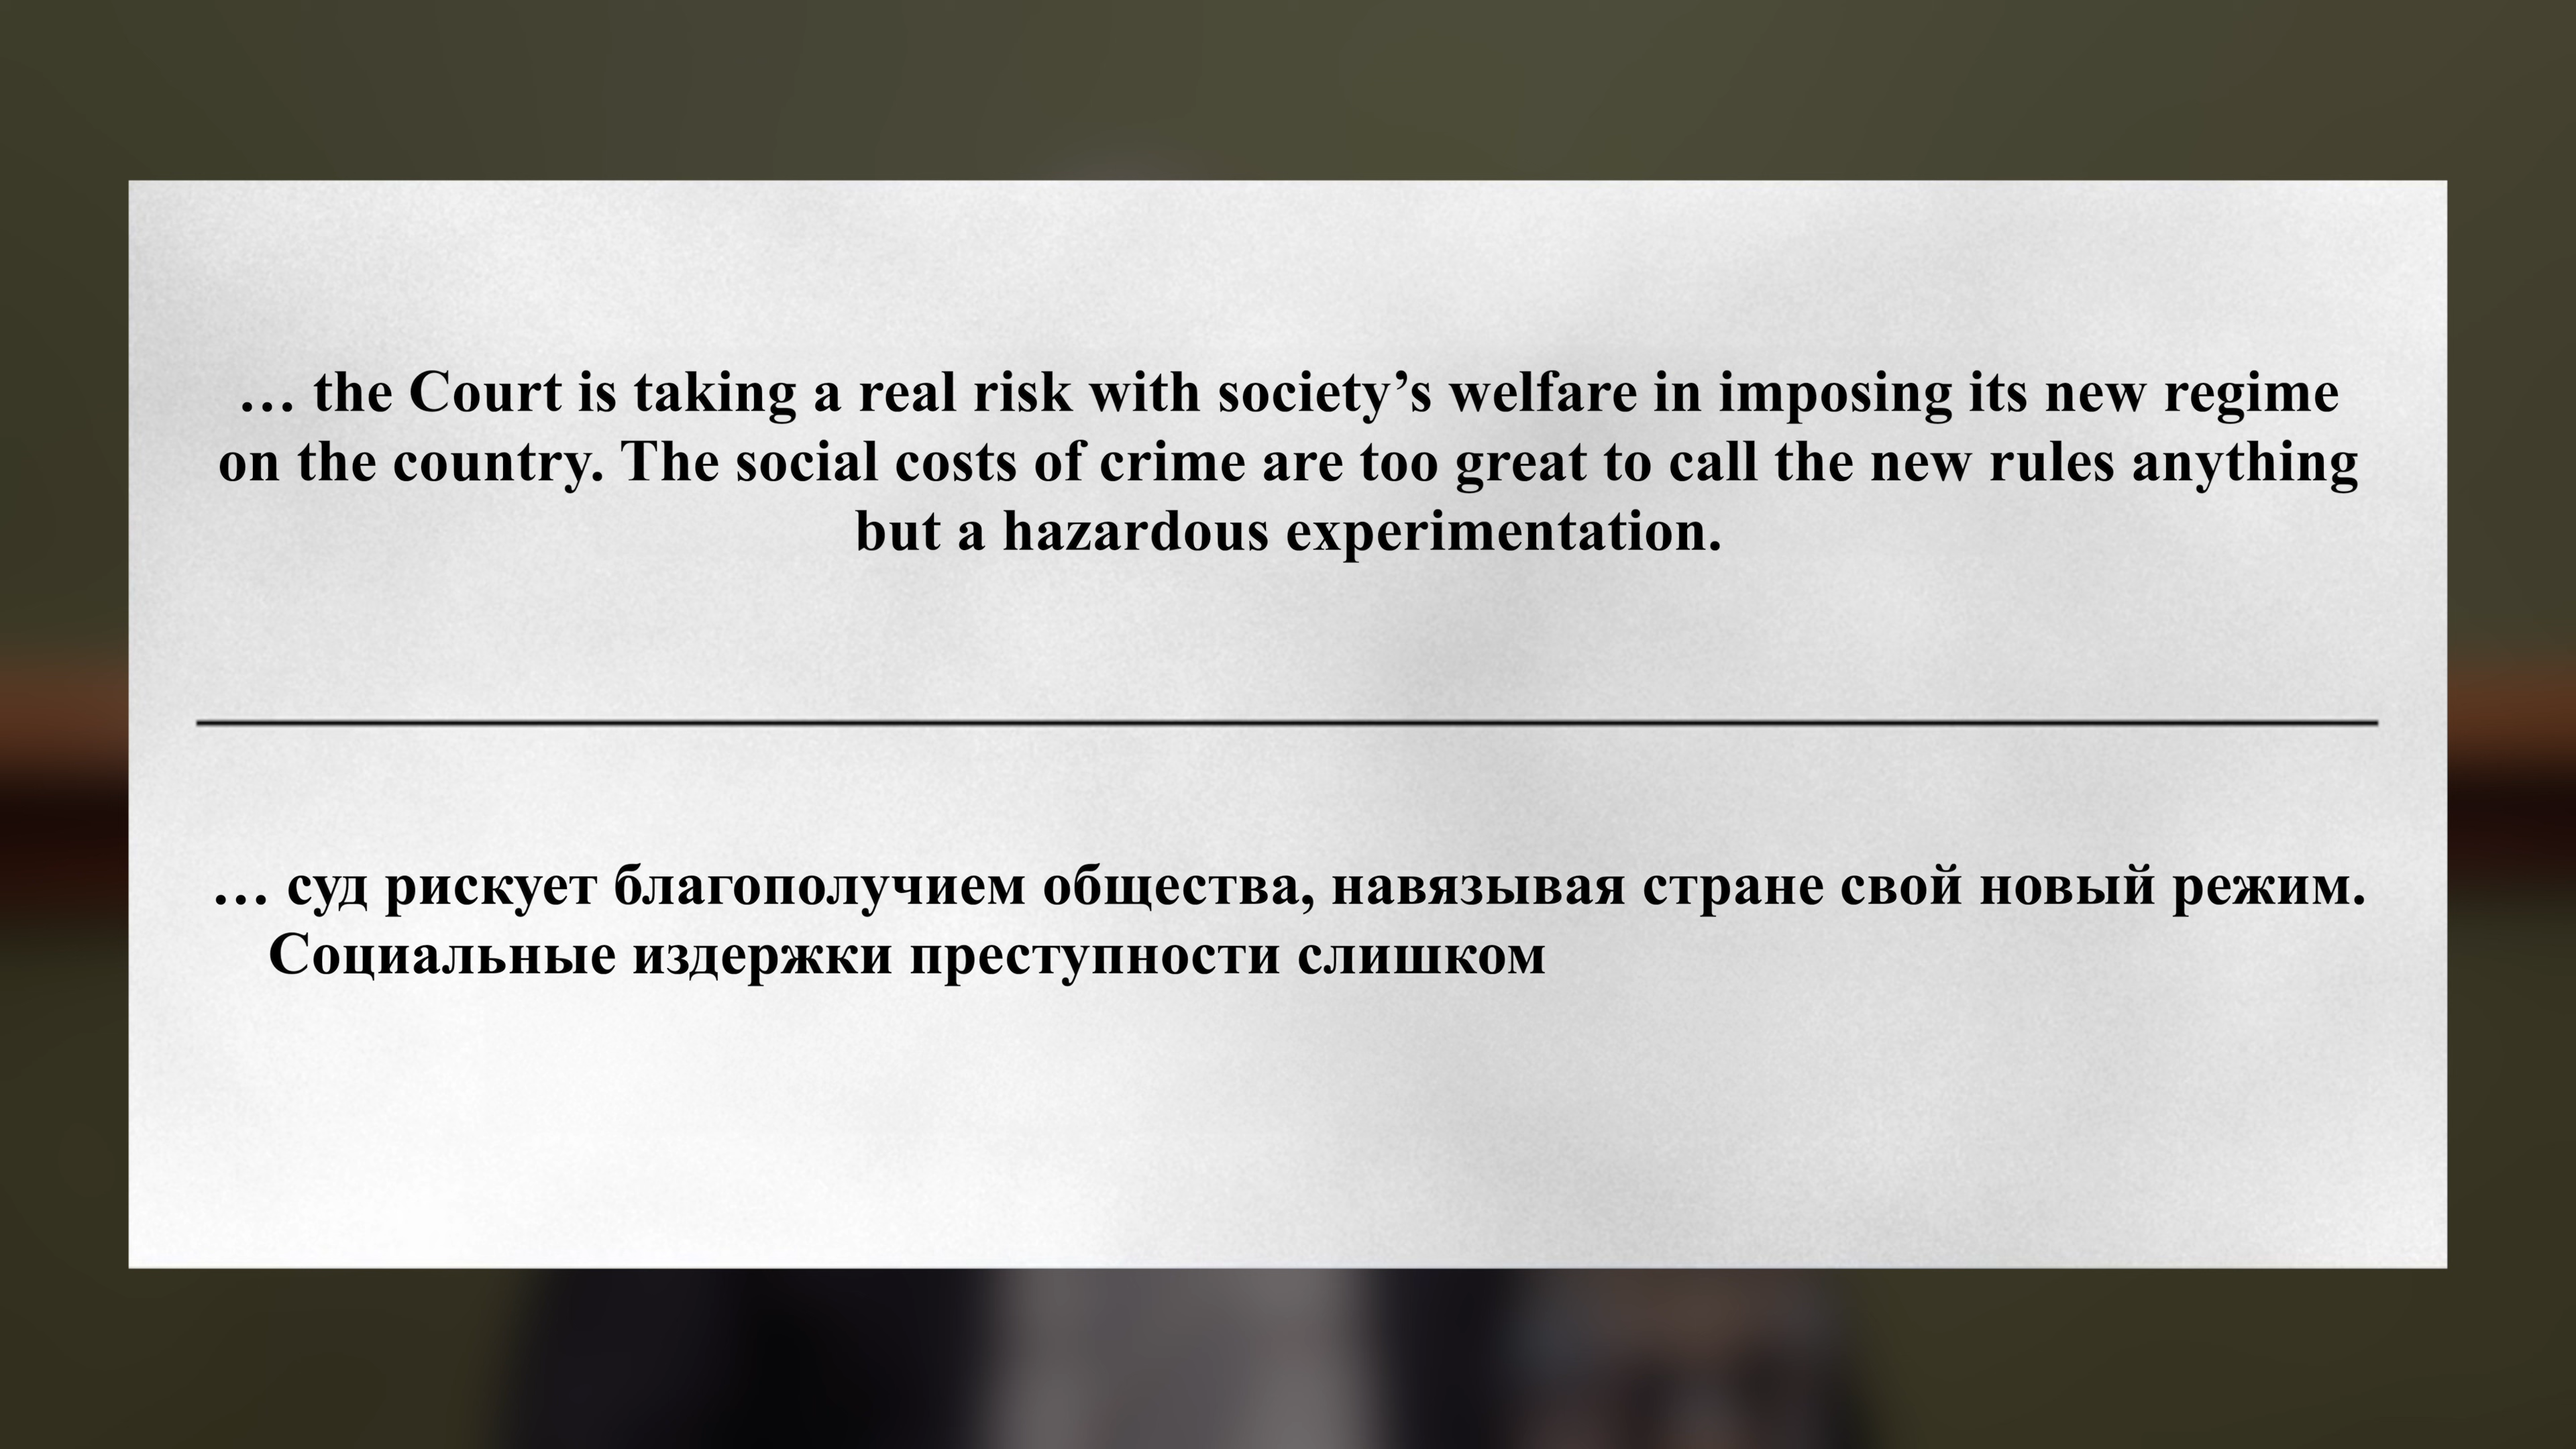 … the Court is taking a real risk with society’s welfare in imposing its new regime
on the country. The social costs of crime are too great to call the new rules anything
but a hazardous experimentation.
… суд рискует благополучием общества, навязывая стране свой новый режим.
Социальные издержки преступности слишком